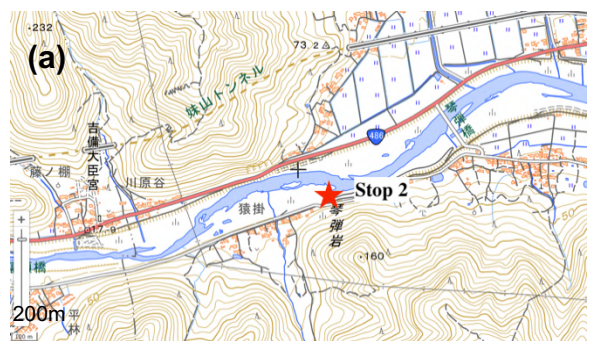 (a)
232
73.2
妹山トンネル
吉備大臣宮
486
琴弾橋
藤ノ棚
川原谷
Stop 2
猿掛
琴弾岩
50
17.9
160
橋
50
平林
200m